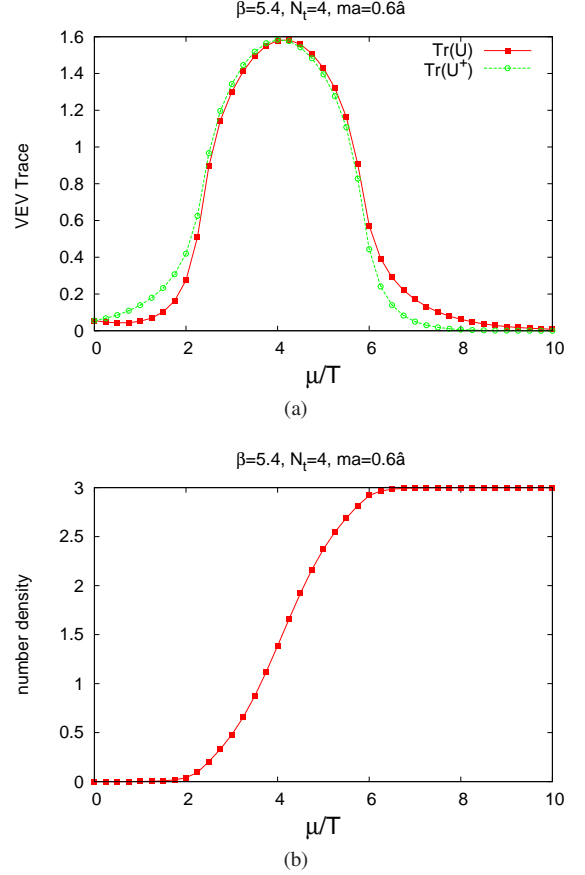 β=5.4, N_t=4, ma=0.6â
VEV Trace
1.6
1.4
1.2
1
0.8
0.6
0.4
0.2
0
Tr(U)
Tr(U⁺)
0 2 4 6 8 10
μ/T
(a)
β=5.4, N_t=4, ma=0.6â
number density
3
2.5
2
1.5
1
0.5
0
0 2 4 6 8 10
μ/T
(b)